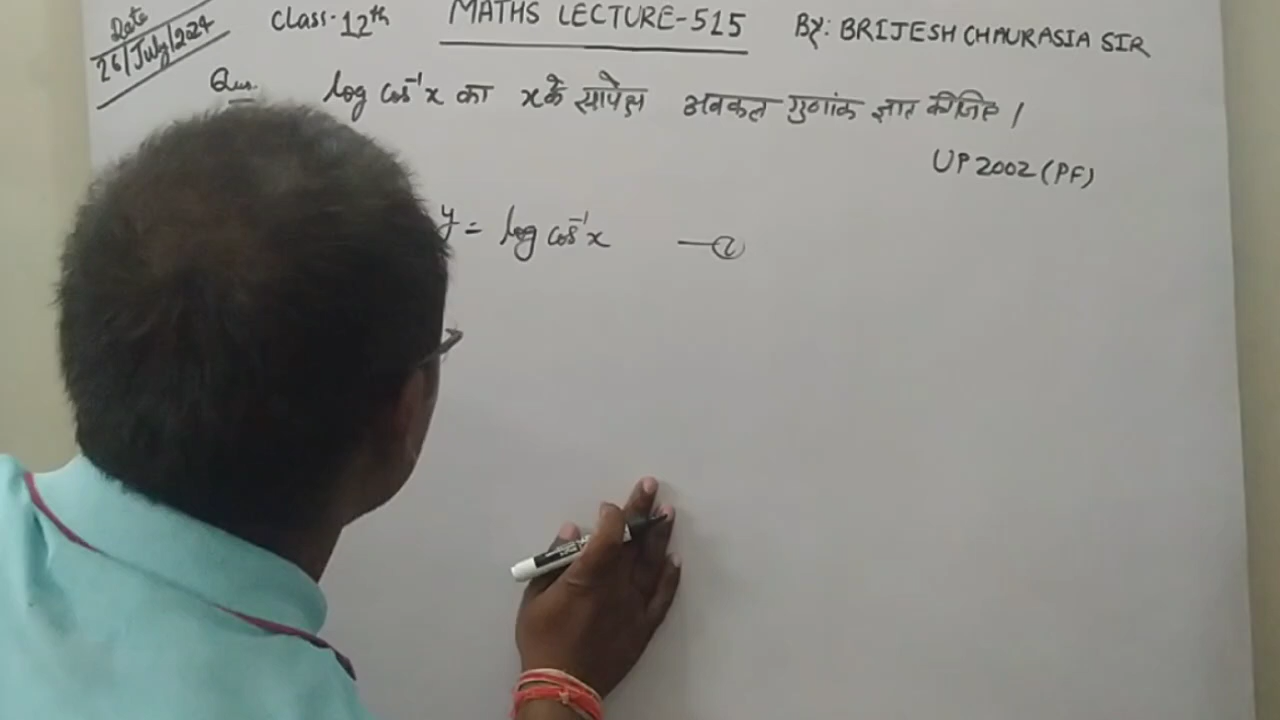 Date
26/July/2024
Class-12th
MATHS LECTURE-515
By: BRIJESH CHAURASIA SIR
Que. log cos⁻¹x का x के सापेक्ष अवकल गुणांक ज्ञात कीजिए।
UP 2002 (PF)
y = log cos⁻¹x —①